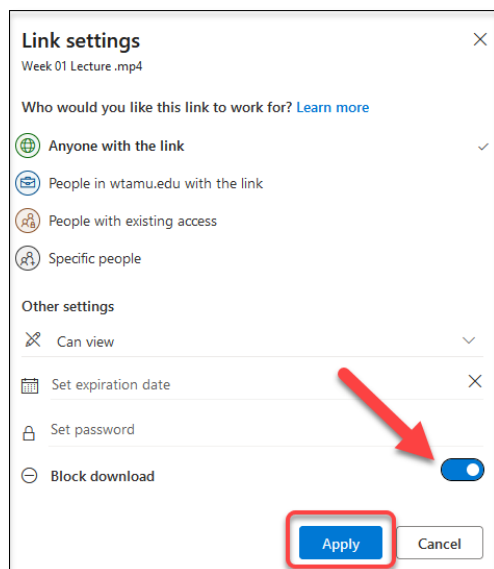 Link settings
Week 01 Lecture .mp4
Who would you like this link to work for? Learn more
Anyone with the link
People in wtamu.edu with the link
People with existing access
Specific people
Other settings
Can view
Set expiration date
Set password
Block download
Apply Cancel